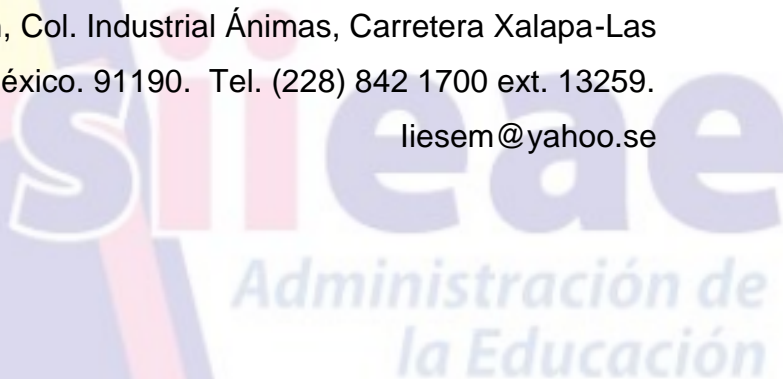 , Col. Industrial Ánimas, Carretera Xalapa-Las
éxico. 91190. Tel. (228) 842 1700 ext. 13259.
liesem@yahoo.se
siieae
Administración de
la Educación